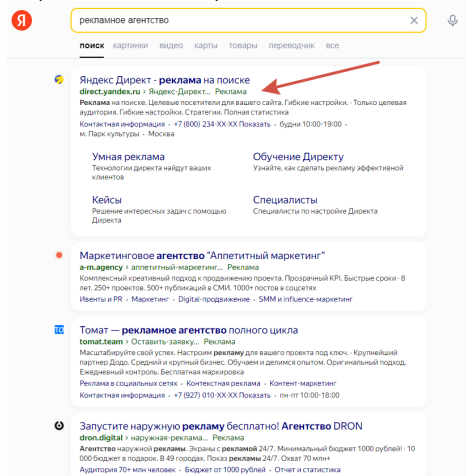 Я
рекламное агентство
поиск картинки видео карты товары переводчик все
Яндекс Директ - реклама на поиске
direct.yandex.ru › Яндекс-Директ... Реклама
Реклама на поиске. Целевые посетители для вашего сайта. Гибкие настройки. · Только целевая
аудитория. Гибкие настройки. Стратегии. Полная статистика
Контактная информация · +7 (800) 234-XX-XX Показать · будни 10:00-19:00 ·
м. Парк культуры · Москва
Умная реклама
Технологии директа найдут ваших
клиентов
Обучение Директу
Узнайте, как сделать рекламу эффективной
Кейсы
Решение интересных задач с помощью
Директа
Специалисты
Специалисты по настройке Директа
Маркетинговое агентство "Аппетитный маркетинг"
a-m.agency › аппетитный-маркетинг... Реклама
Комплексный креативный подход к продвижению проекта. Прозрачный KPI. Быстрые сроки · 8
лет. 250+ проектов. 500+ публикаций в СМИ. 1000+ постов в соцсетях
Ивенты и PR · Маркетинг · Digital-продвижение · SMM и influence-маркетинг
ТО
Томат — рекламное агентство полного цикла
tomat.team › Оставить-заявку... Реклама
Масштабируйте свой успех. Настроим рекламу для вашего проекта под ключ. · Крупнейший
партнер Додо. Средний и крупный бизнес. Обучаем и делимся опытом. Оригинальный подход.
Ежедневный контроль. Бесплатная маркировка
Реклама в социальных сетях · Контекстная реклама · Контент-маркетинг
Контактная информация · +7 (927) 010-XX-XX Показать · пн-пт 10:00-18:00
Запустите наружную рекламу бесплатно! Агентство DRON
dron.digital › наружная-реклама... Реклама
Агентство наружной рекламы. Экраны с рекламой 24/7. Минимальный бюджет 1000 рублей! · 10
000 бюджет в подарок. В 49 городах. Показ рекламы 24/7. Охват 70 млн+
Аудитория 70+ млн человек · Бюджет от 1000 рублей · Отчет и статистика